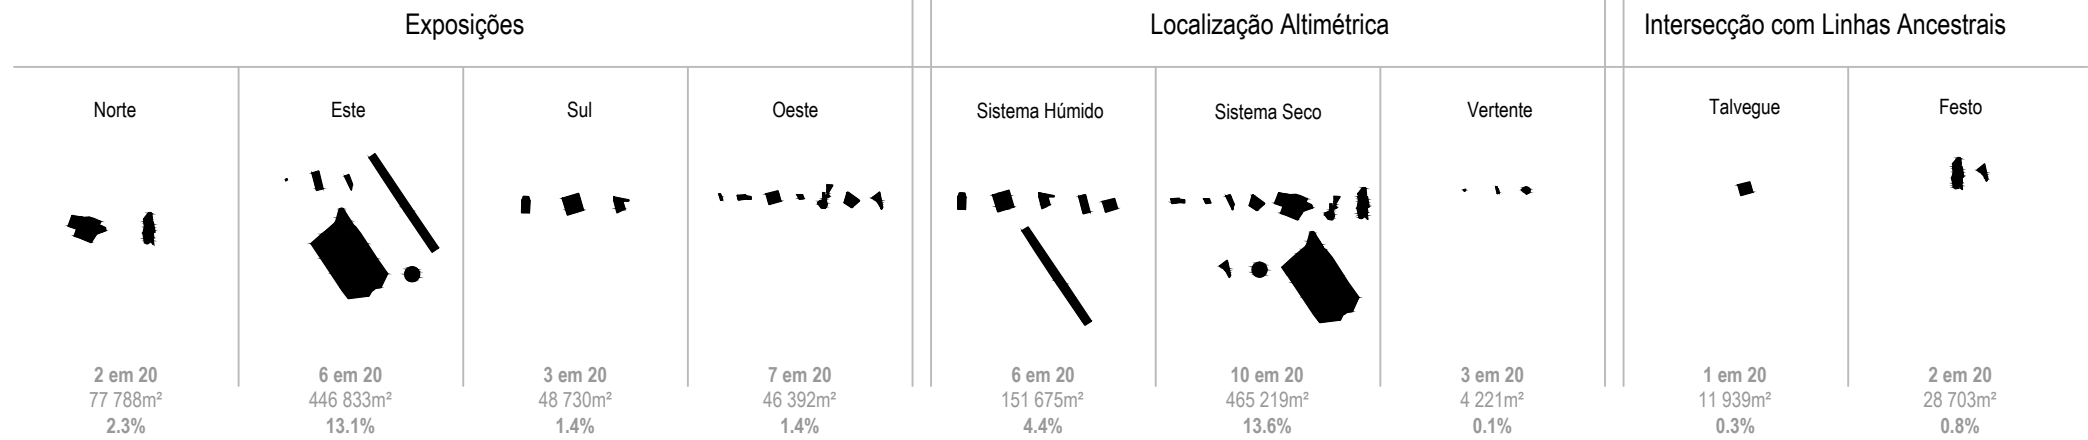 Exposições
Localização Altimétrica
Intersecção com Linhas Ancestrais
Norte
Este
Sul
Oeste
Sistema Húmido
Sistema Seco
Vertente
Talvegue
Festo
2 em 20
77 788m²
2.3%
6 em 20
446 833m²
13.1%
3 em 20
48 730m²
1.4%
7 em 20
46 392m²
1.4%
6 em 20
151 675m²
4.4%
10 em 20
465 219m²
13.6%
3 em 20
4 221m²
0.1%
1 em 20
11 939m²
0.3%
2 em 20
28 703m²
0.8%